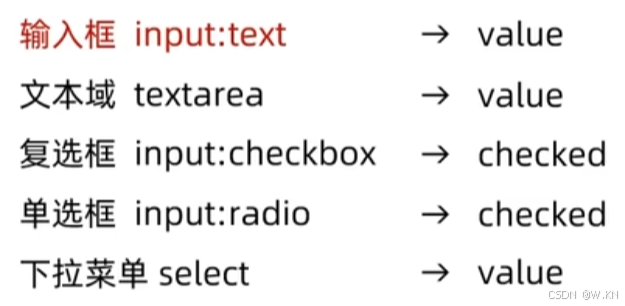 输入框 input:text → value
文本域 textarea → value
复选框 input:checkbox → checked
单选框 input:radio → checked
下拉菜单 select → value
CSDN @W.KN